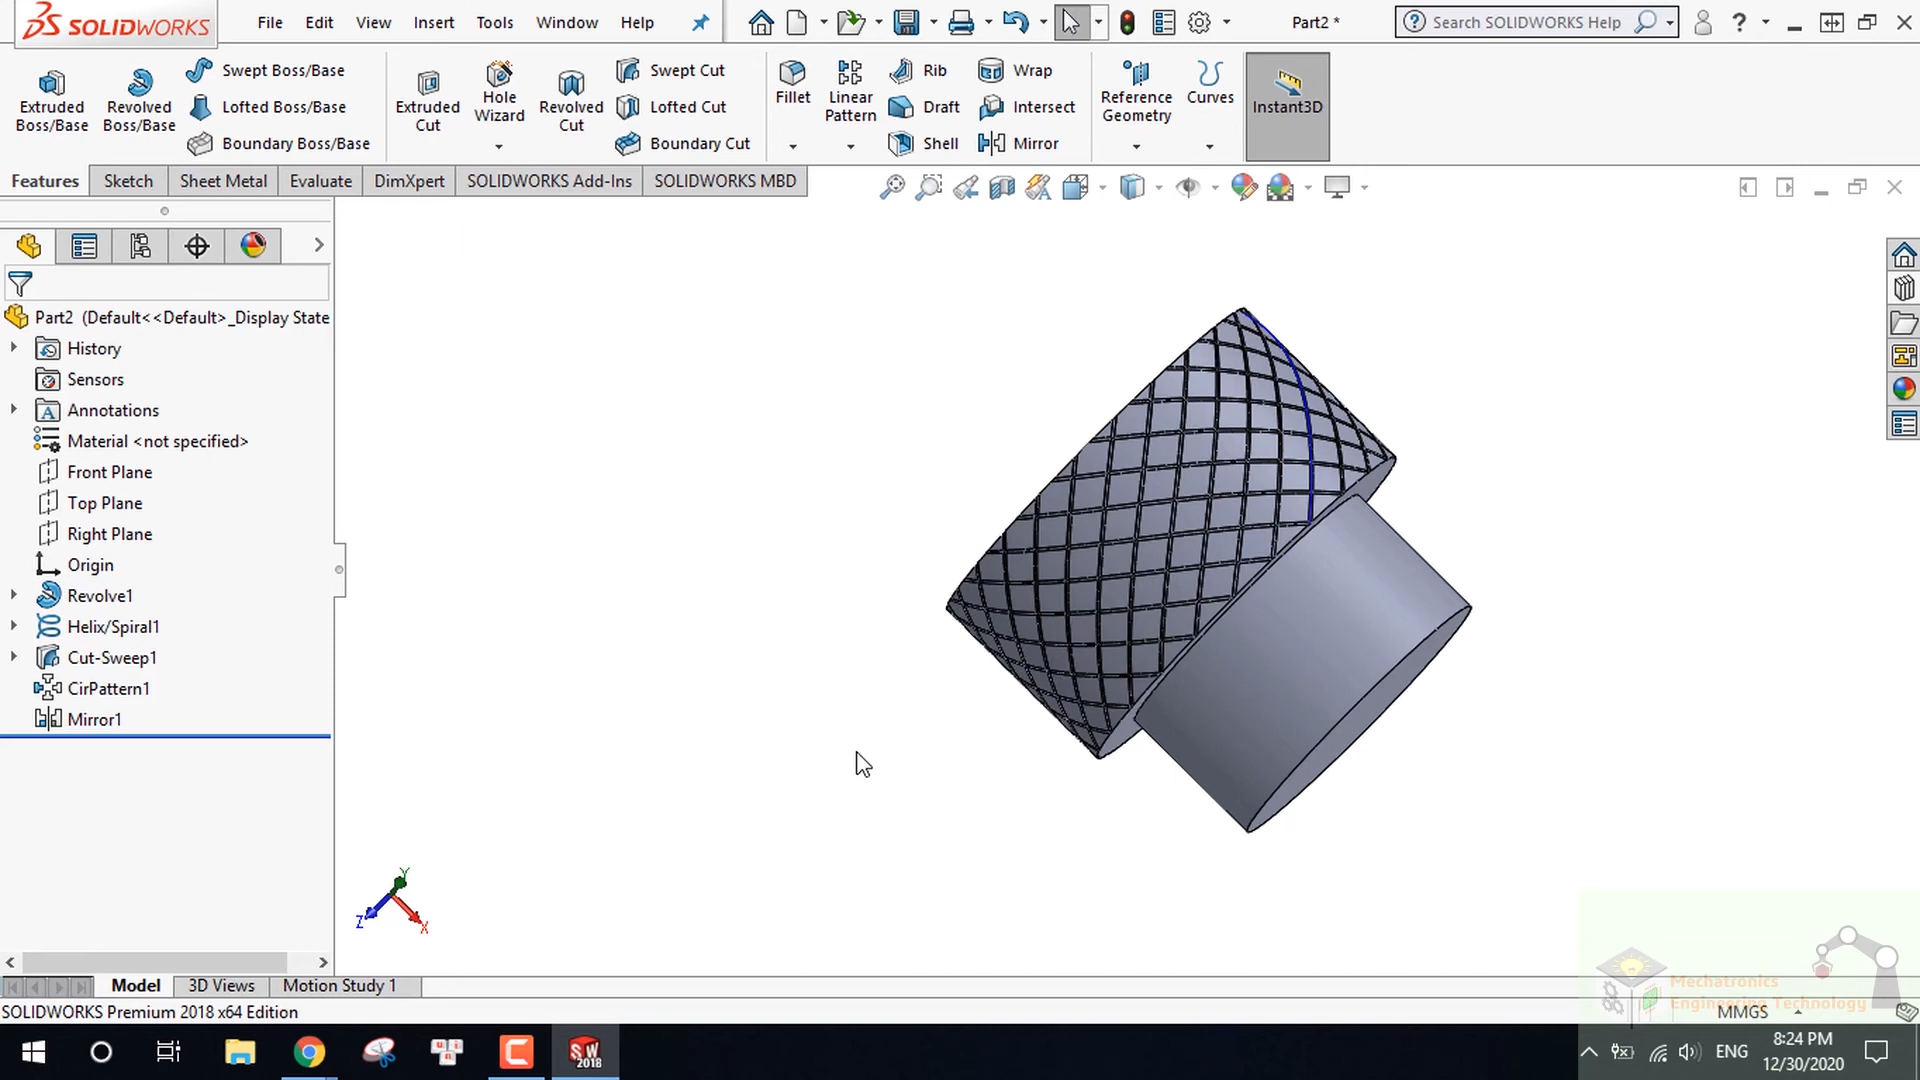 SOLIDWORKS File Edit View Insert Tools Window Help Part2 * Search SOLIDWORKS Help ?
Extruded Boss/Base
Revolved Boss/Base
Swept Boss/Base
Lofted Boss/Base
Boundary Boss/Base
Extruded Cut
Hole Wizard
Revolved Cut
Swept Cut
Lofted Cut
Boundary Cut
Fillet
Linear Pattern
Rib
Draft
Shell
Wrap
Intersect
Mirror
Reference Geometry
Curves
Instant3D
Features Sketch Sheet Metal Evaluate DimXpert SOLIDWORKS Add-Ins SOLIDWORKS MBD
Part2 (Default<<Default>_Display State
History
Sensors
Annotations
Material <not specified>
Front Plane
Top Plane
Right Plane
Origin
Revolve1
Helix/Spiral1
Cut-Sweep1
CirPattern1
Mirror1
Y
Z
X
Model 3D Views Motion Study 1
SOLIDWORKS Premium 2018 x64 Edition
MMGS
Mechatronics
Engineering Technology
SW 2018
ENG
8:24 PM
12/30/2020